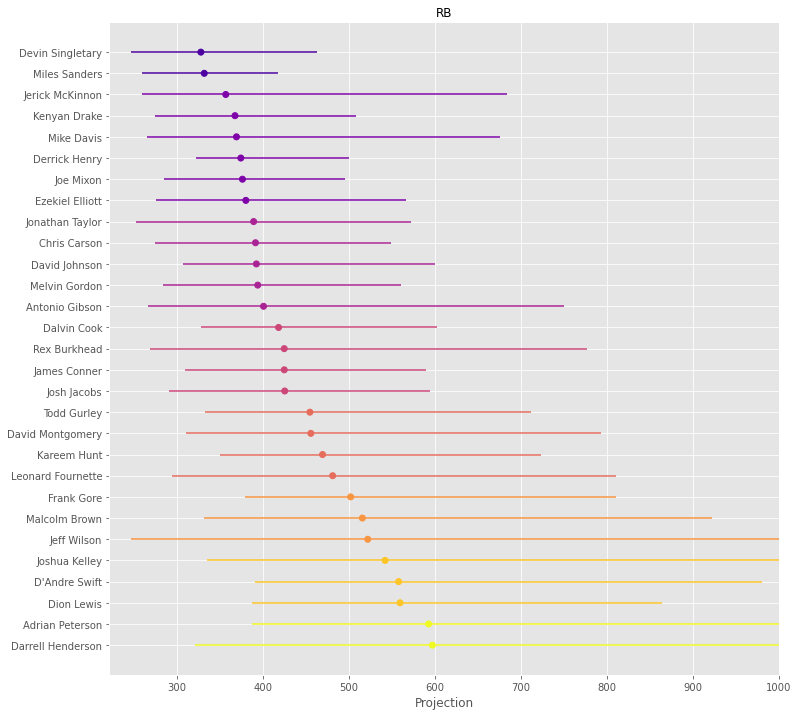 RB
Devin Singletary
Miles Sanders
Jerick McKinnon
Kenyan Drake
Mike Davis
Derrick Henry
Joe Mixon
Ezekiel Elliott
Jonathan Taylor
Chris Carson
David Johnson
Melvin Gordon
Antonio Gibson
Dalvin Cook
Rex Burkhead
James Conner
Josh Jacobs
Todd Gurley
David Montgomery
Kareem Hunt
Leonard Fournette
Frank Gore
Malcolm Brown
Jeff Wilson
Joshua Kelley
D'Andre Swift
Dion Lewis
Adrian Peterson
Darrell Henderson
300 400 500 600 700 800 900 1000
Projection